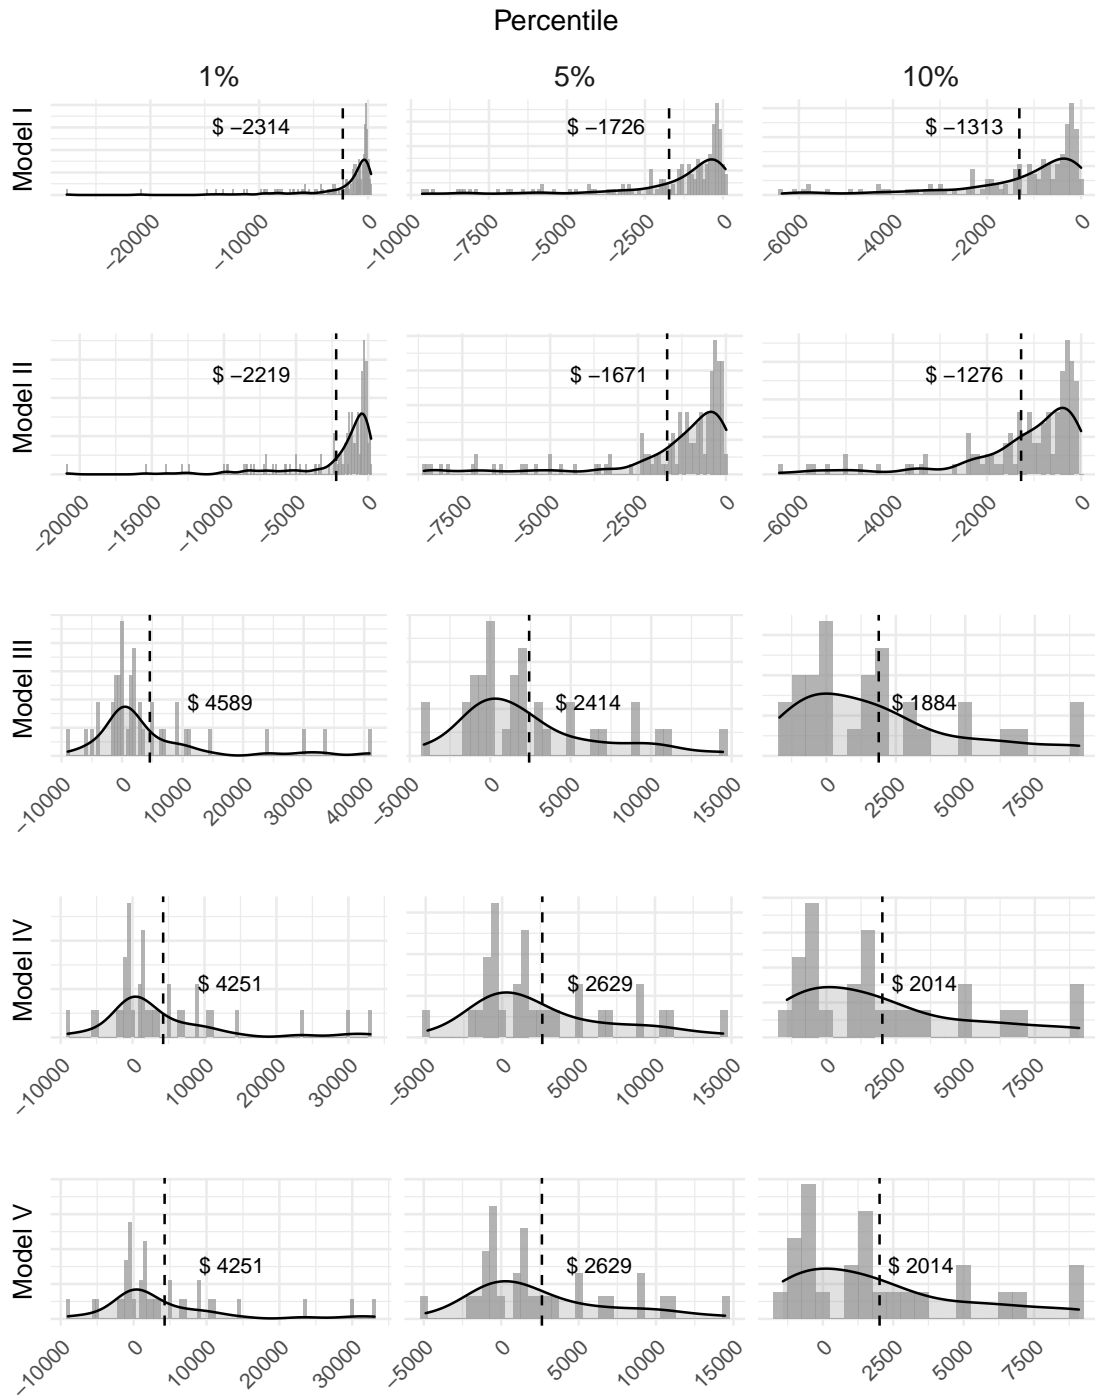 Percentile
1% 5% 10%
Model I
$ −2314 $ −1726 $ −1313
−20000 −10000 0 −10000 −7500 −5000 −2500 0 −6000 −4000 −2000 0
Model II
$ −2219 $ −1671 $ −1276
−20000 −15000 −10000 −5000 0 −7500 −5000 −2500 0 −6000 −4000 −2000 0
Model III
$ 4589 $ 2414 $ 1884
−10000 0 10000 20000 30000 40000 −5000 0 5000 10000 15000 0 2500 5000 7500
Model IV
$ 4251 $ 2629 $ 2014
−10000 0 10000 20000 30000 −5000 0 5000 10000 15000 0 2500 5000 7500
Model V
$ 4251 $ 2629 $ 2014
−10000 0 10000 20000 30000 −5000 0 5000 10000 15000 0 2500 5000 7500